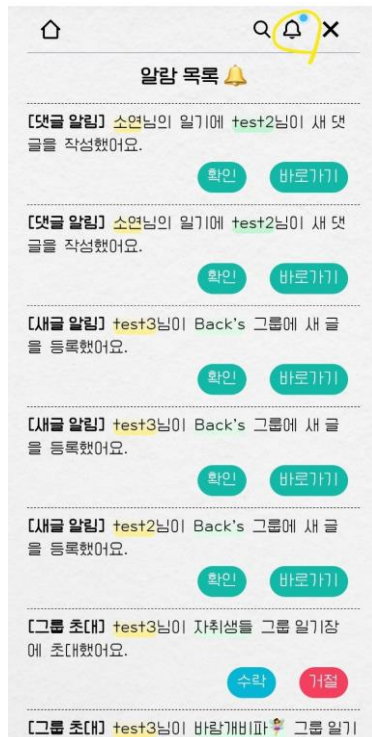 알람 목록 🔔
[댓글 알림] 소연님의 일기에 test2님이 새 댓
글을 작성했어요.
확인 바로가기
[댓글 알림] 소연님의 일기에 test2님이 새 댓
글을 작성했어요.
확인 바로가기
[새글 알림] test3님이 Back's 그룹에 새 글
을 등록했어요.
확인 바로가기
[새글 알림] test3님이 Back's 그룹에 새 글
을 등록했어요.
확인 바로가기
[새글 알림] test2님이 Back's 그룹에 새 글
을 등록했어요.
확인 바로가기
[그룹 초대] test3님이 자취생들 그룹 일기장
에 초대했어요.
수락 거절
[그룹 초대] test3님이 바람개비파🧚‍♀️ 그룹 일기